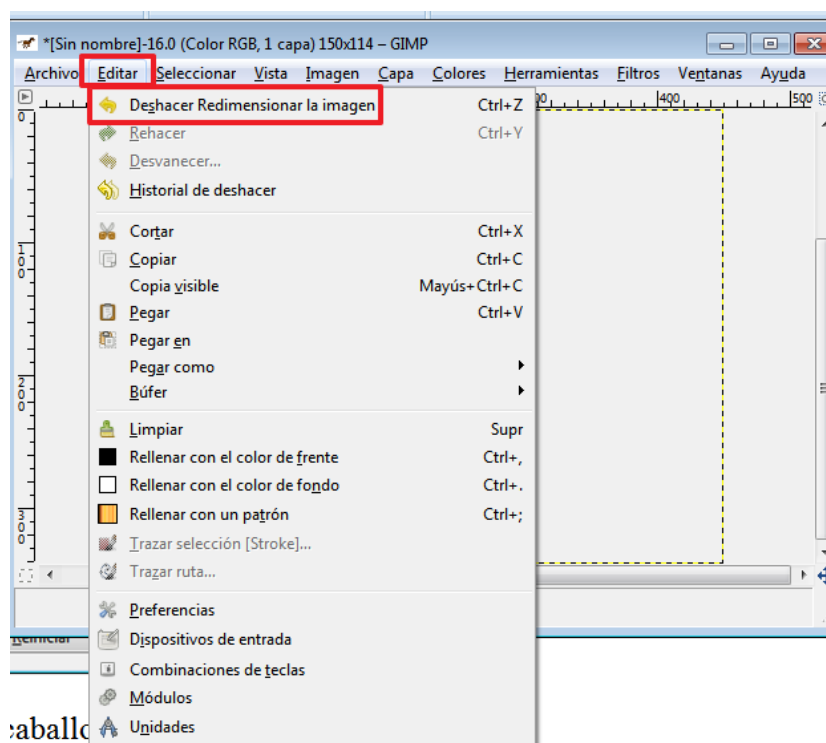 *[Sin nombre]-16.0 (Color RGB, 1 capa) 150x114 – GIMP
Archivo Editar Seleccionar Vista Imagen Capa Colores Herramientas Filtros Ventanas Ayuda
400 500
0
100
200
300
Deshacer Redimensionar la imagen Ctrl+Z
Rehacer Ctrl+Y
Desvanecer...
Historial de deshacer
Cortar Ctrl+X
Copiar Ctrl+C
Copia visible Mayús+Ctrl+C
Pegar Ctrl+V
Pegar en
Pegar como
Búfer
Limpiar Supr
Rellenar con el color de frente Ctrl+,
Rellenar con el color de fondo Ctrl+.
Rellenar con un patrón Ctrl+;
Trazar selección [Stroke]...
Trazar ruta...
Preferencias
Dispositivos de entrada
Combinaciones de teclas
Módulos
Unidades